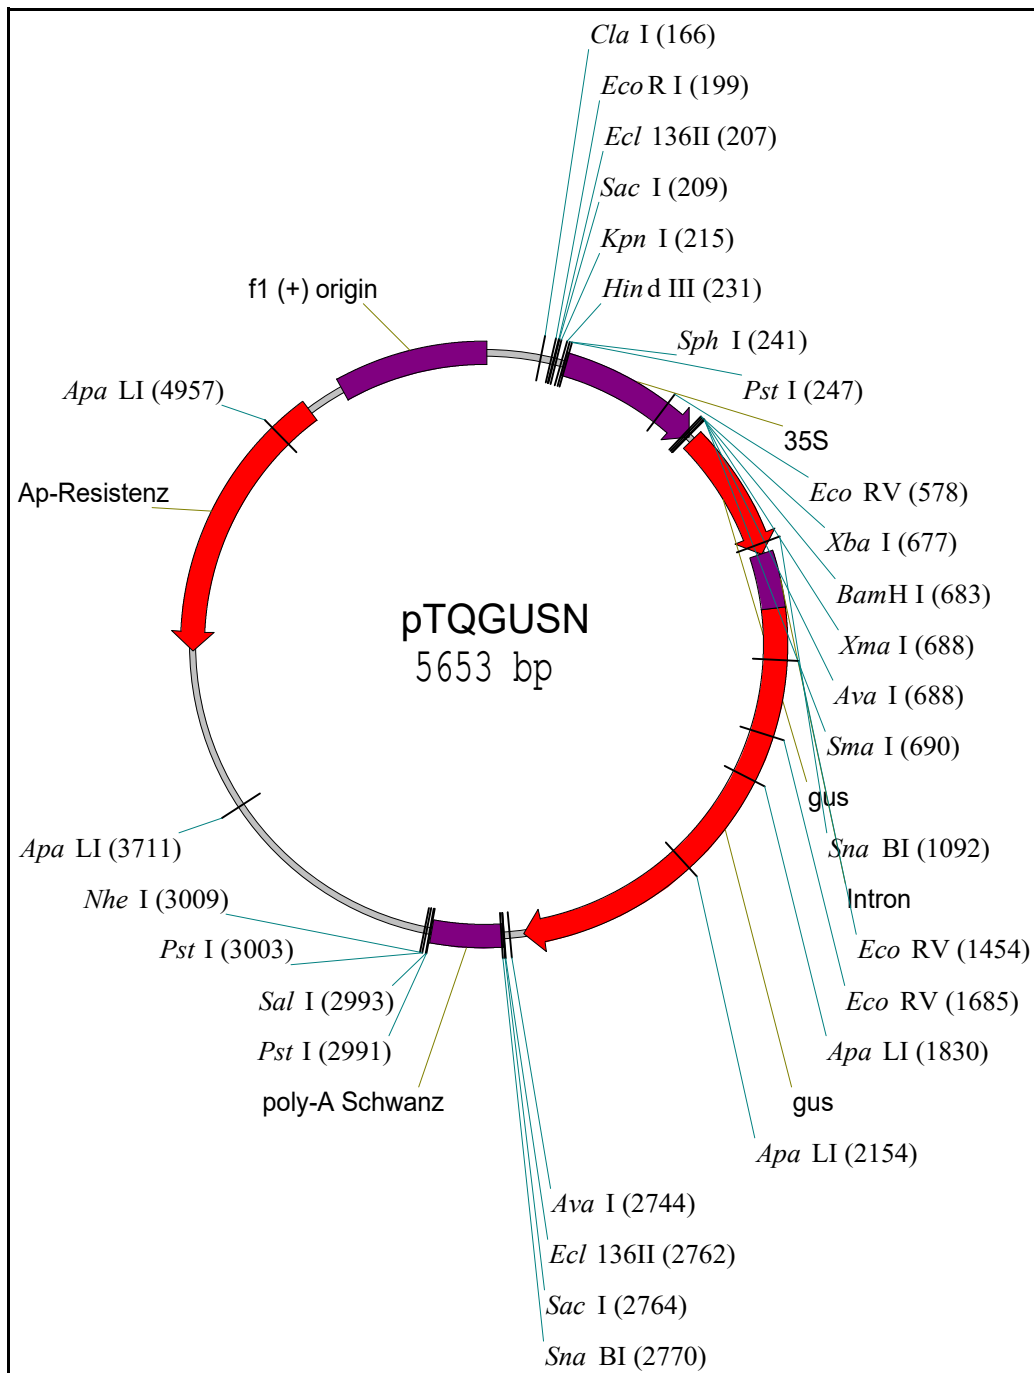 Cla I (166)
Eco R I (199)
Ecl 136II (207)
Sac I (209)
Kpn I (215)
Hin d III (231)
Sph I (241)
Pst I (247)
35S
Eco RV (578)
Xba I (677)
BamH I (683)
Xma I (688)
Ava I (688)
Sma I (690)
gus
Sna BI (1092)
Intron
Eco RV (1454)
Eco RV (1685)
Apa LI (1830)
gus
Apa LI (2154)
Ava I (2744)
Ecl 136II (2762)
Sac I (2764)
Sna BI (2770)
poly-A Schwanz
Pst I (2991)
Sal I (2993)
Pst I (3003)
Nhe I (3009)
Apa LI (3711)
Ap-Resistenz
Apa LI (4957)
f1 (+) origin
pTQGUSN
5653 bp